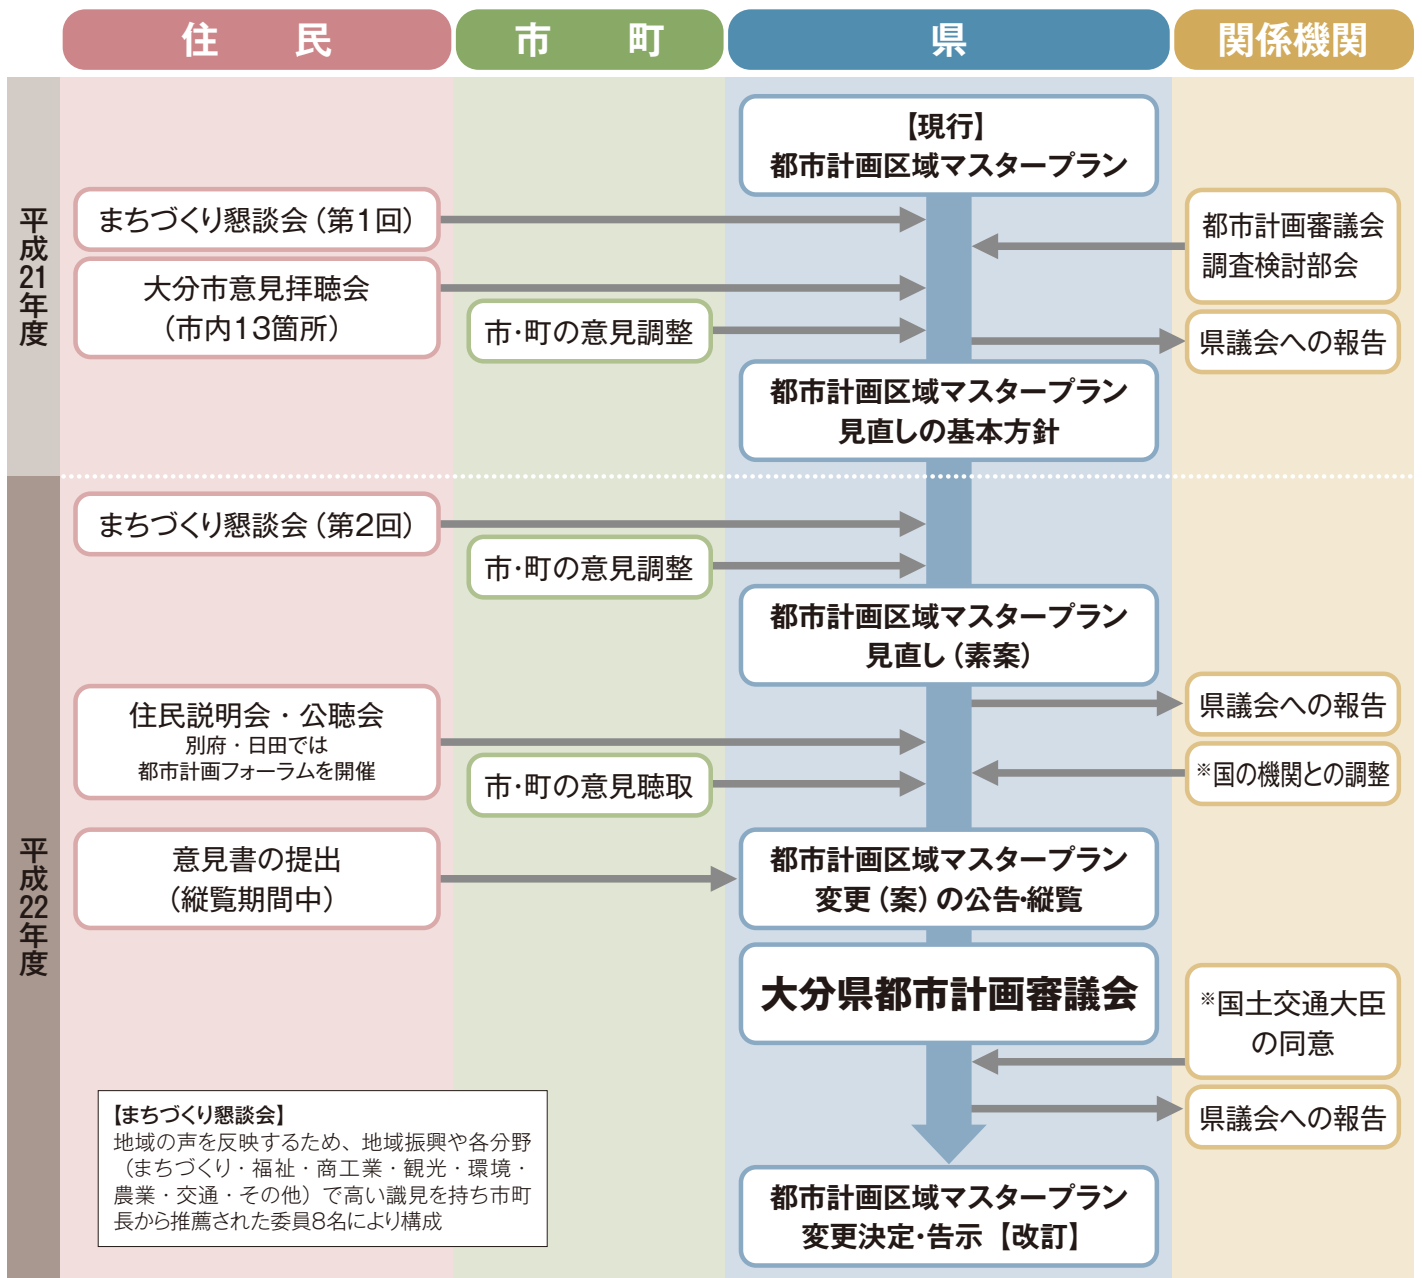 住　民
市　町
県
関係機関
平成21年度
【現行】
都市計画区域マスタープラン
まちづくり懇談会（第1回）
都市計画審議会
調査検討部会
大分市意見拝聴会
（市内13箇所）
市・町の意見調整
県議会への報告
都市計画区域マスタープラン
見直しの基本方針
平成22年度
まちづくり懇談会（第2回）
市・町の意見調整
都市計画区域マスタープラン
見直し（素案）
県議会への報告
住民説明会・公聴会
別府・日田では
都市計画フォーラムを開催
※国の機関との調整
市・町の意見聴取
意見書の提出
（縦覧期間中）
都市計画区域マスタープラン
変更（案）の公告・縦覧
大分県都市計画審議会
※国土交通大臣
の同意
県議会への報告
【まちづくり懇談会】
地域の声を反映するため、地域振興や各分野
（まちづくり・福祉・商工業・観光・環境・
農業・交通・その他）で高い識見を持ち市町
長から推薦された委員8名により構成
都市計画区域マスタープラン
変更決定・告示【改訂】